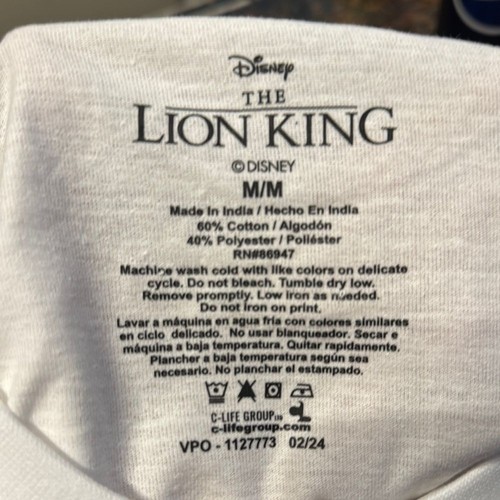 Disney
THE
LION KING
©DISNEY
M/M
Made In India / Hecho En India
60% Cotton / Algodón
40% Polyester / Poliéster
RN#86947
Machine wash cold with like colors on delicate
cycle. Do not bleach. Tumble dry low.
Remove promptly. Low iron as needed.
Do not iron on print.
Lavar a máquina en agua fria con colores similares
en ciclo delicado. No usar blanqueador. Secar e
máquina a baja temperatura. Quitar rapidamente.
Planchar a baja temperatura según sea
necesario. No planchar el estampado.
C-LIFE GROUP LTD
c-lifegroup.com
VPO - 1127773 02/24